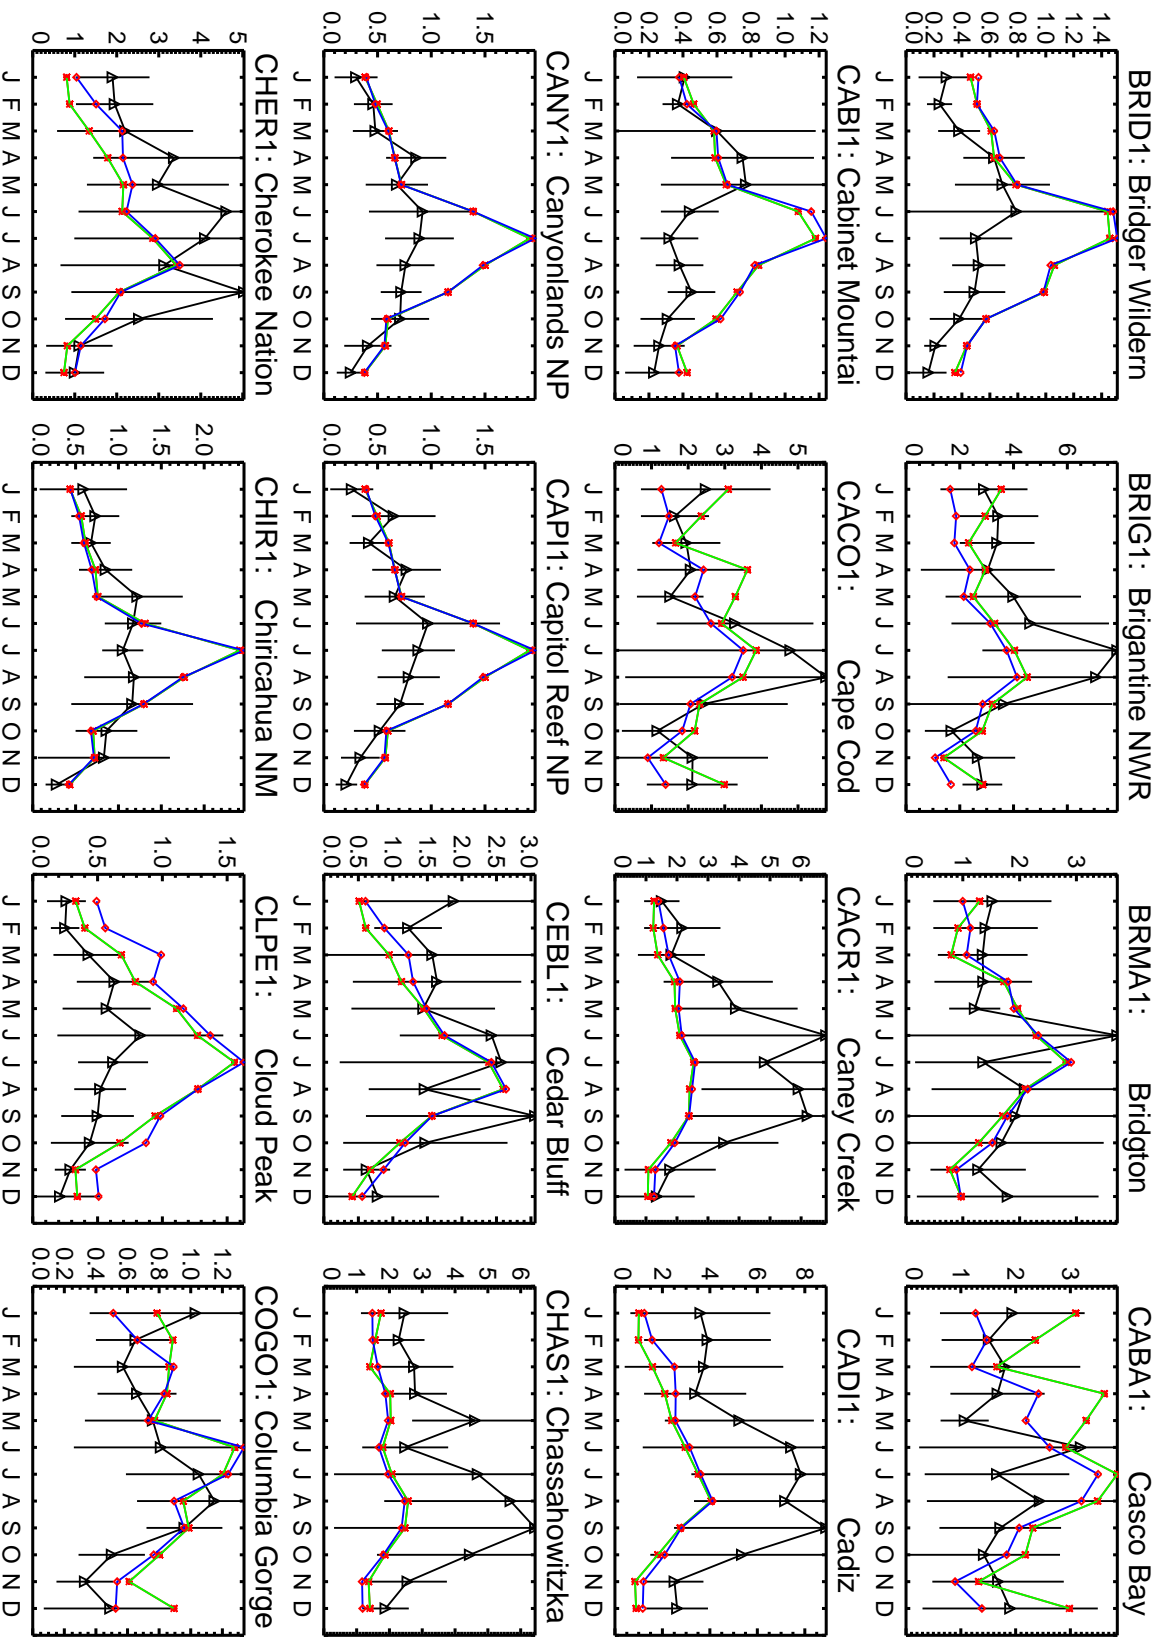 BRID1: Bridger Wildern
1.4
1.2
1.0
0.8
0.6
0.4
0.2
0.0
J F M A M J J A S O N D
BRIG1: Brigantine NWR
6
4
2
0
J F M A M J J A S O N D
BRMA1: Bridgton
3
2
1
0
J F M A M J J A S O N D
CABA1: Casco Bay
3
2
1
0
J F M A M J J A S O N D
CABI1: Cabinet Mountai
1.2
1.0
0.8
0.6
0.4
0.2
0.0
J F M A M J J A S O N D
CACO1: Cape Cod
5
4
3
2
1
0
J F M A M J J A S O N D
CACR1: Caney Creek
6
5
4
3
2
1
0
J F M A M J J A S O N D
CADI1: Cadiz
8
6
4
2
0
J F M A M J J A S O N D
CANY1: Canyonlands NP
1.5
1.0
0.5
0.0
J F M A M J J A S O N D
CAPI1: Capitol Reef NP
1.5
1.0
0.5
0.0
J F M A M J J A S O N D
CEBL1: Cedar Bluff
3.0
2.5
2.0
1.5
1.0
0.5
0.0
J F M A M J J A S O N D
CHAS1: Chassahowitzka
6
5
4
3
2
1
0
J F M A M J J A S O N D
CHER1: Cherokee Nation
5
4
3
2
1
0
J F M A M J J A S O N D
CHIR1: Chiricahua NM
2.0
1.5
1.0
0.5
0.0
J F M A M J J A S O N D
CLPE1: Cloud Peak
1.5
1.0
0.5
0.0
J F M A M J J A S O N D
COGO1: Columbia Gorge
1.2
1.0
0.8
0.6
0.4
0.2
0.0
J F M A M J J A S O N D